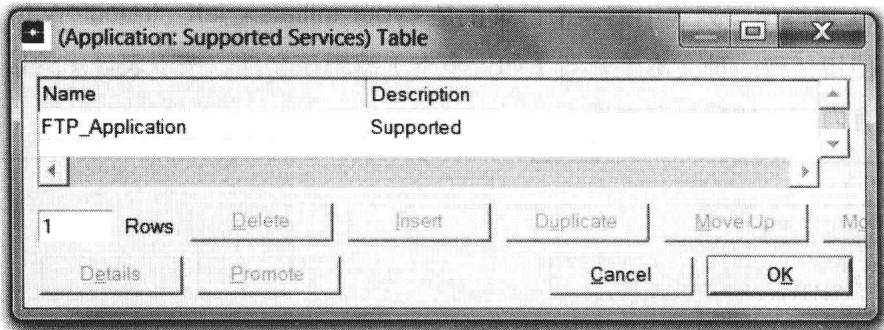 (Application: Supported Services) Table
Name Description
FTP_Application Supported
1 Rows Delete Insert Duplicate Move Up
Details Promote Cancel OK